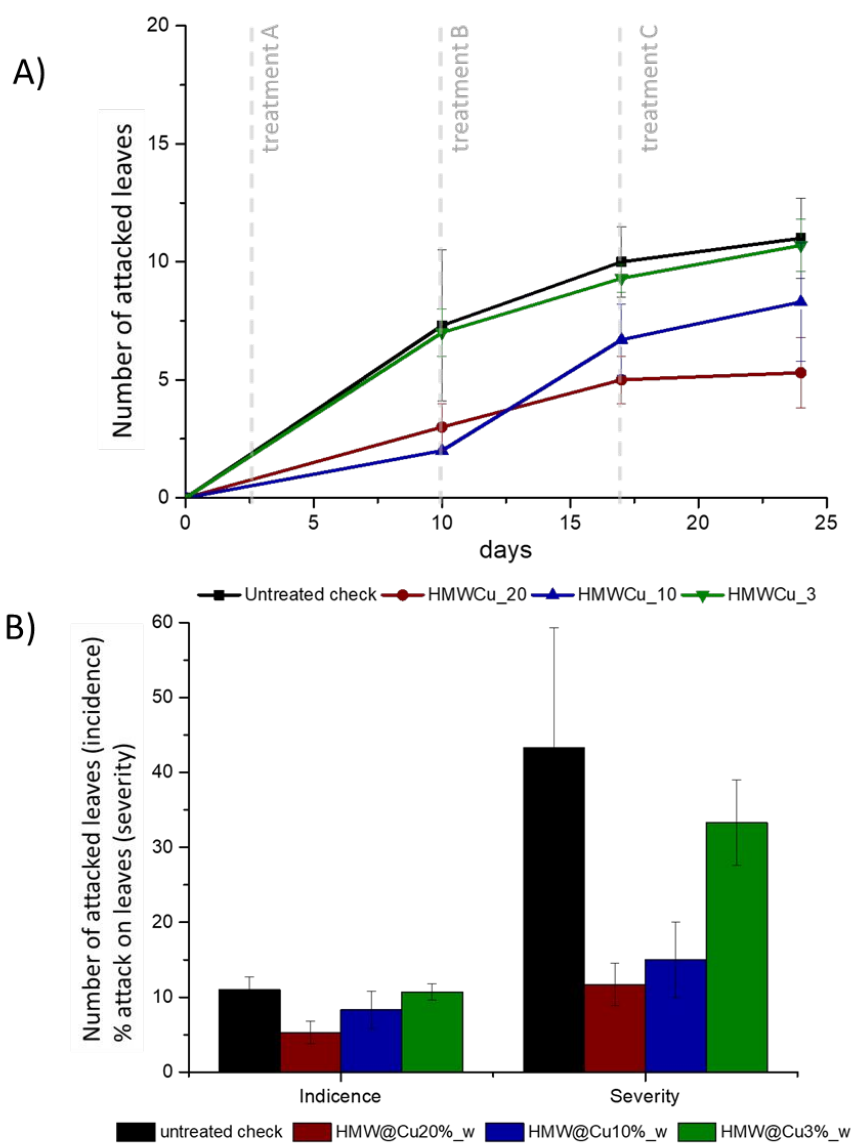 A)
20
15
10
5
0
Number of attacked leaves
treatment A
treatment B
treatment C
0 5 10 15 20 25
days
Untreated check HMWCu_20 HMWCu_10 HMWCu_3
B)
60
50
40
30
20
10
0
Number of attacked leaves (incidence)
% attack on leaves (severity)
Indicence Severity
untreated check HMW@Cu20%_w HMW@Cu10%_w HMW@Cu3%_w